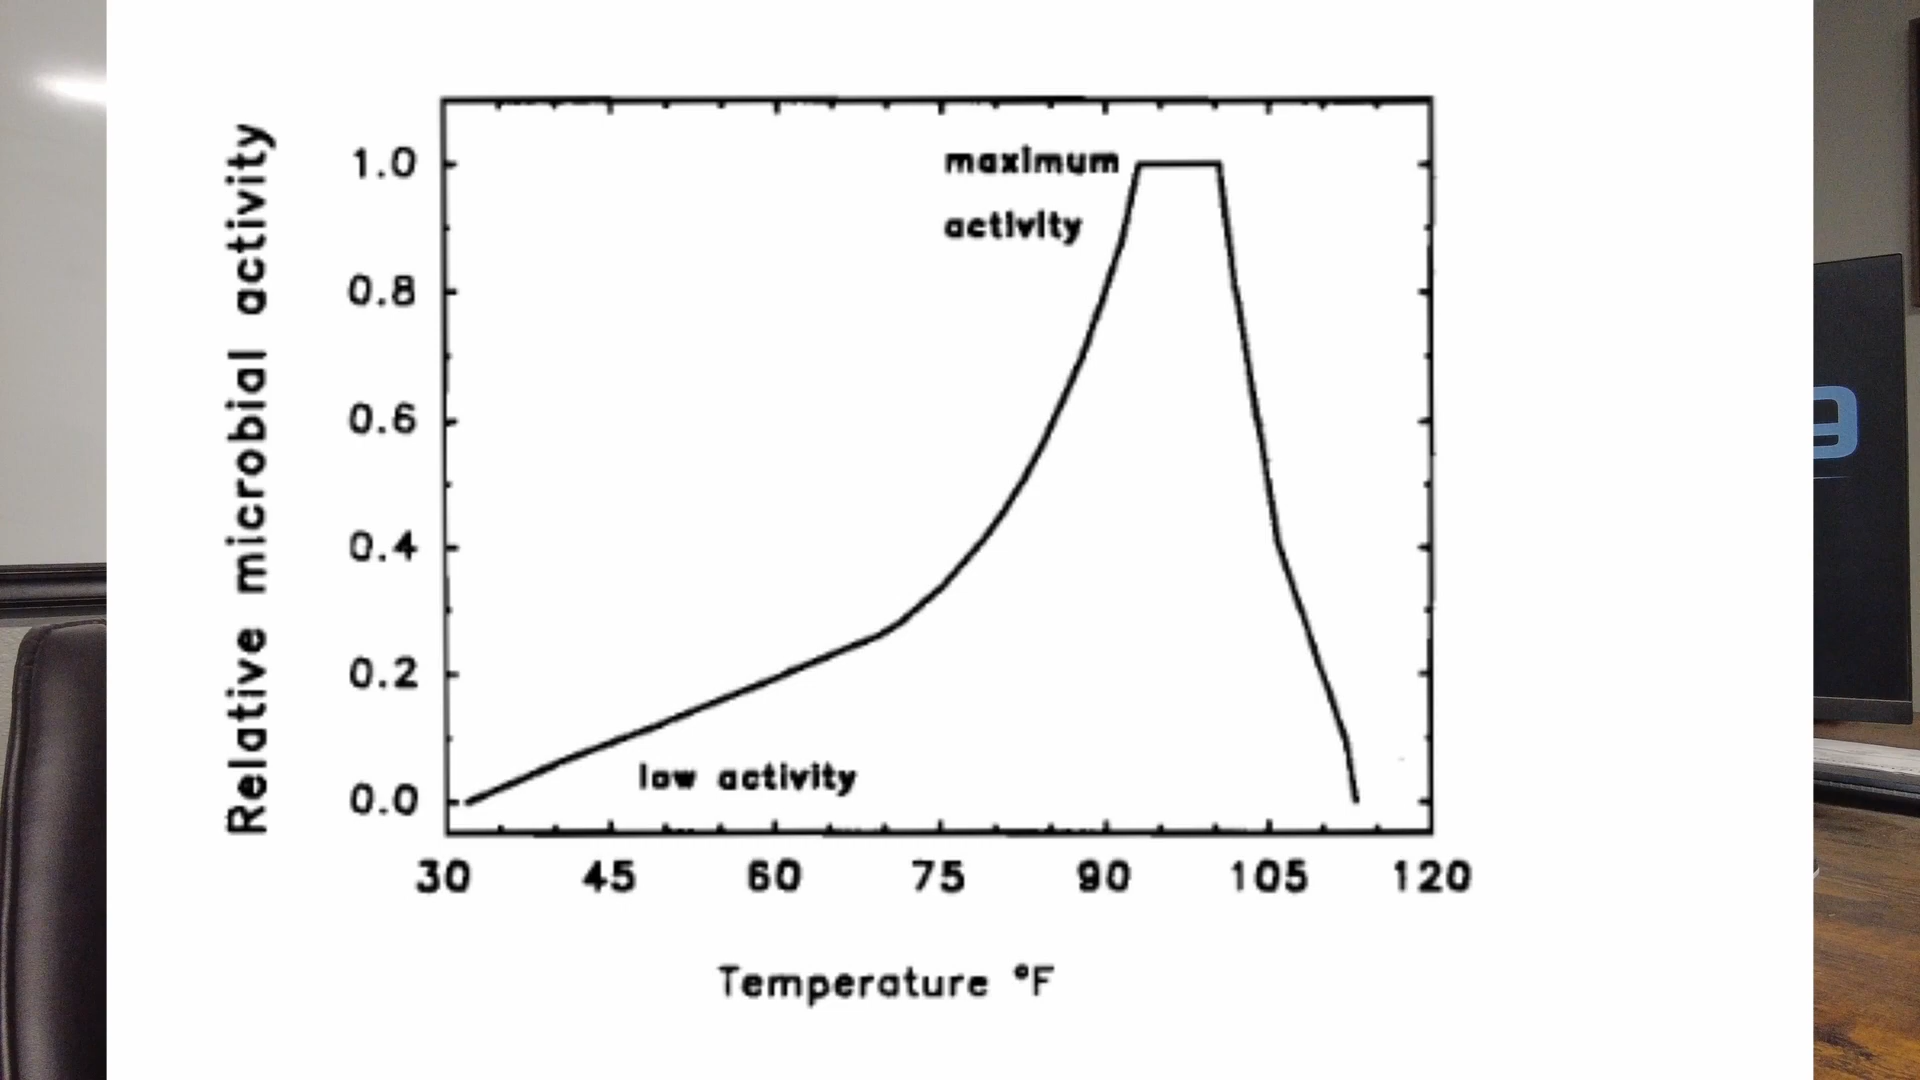 Relative microbial activity
1.0
0.8
0.6
0.4
0.2
0.0
maximum
activity
low activity
30 45 60 75 90 105 120
Temperature °F